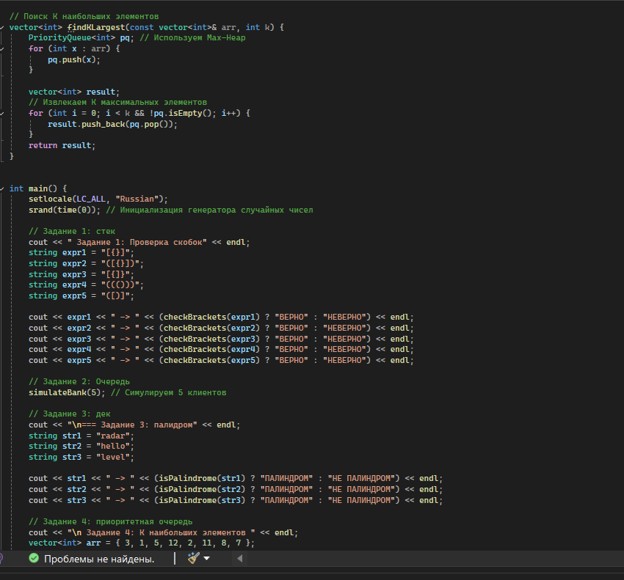 // Поиск K наибольших элементов
vector<int> findKLargest(const vector<int>& arr, int k) {
PriorityQueue<int> pq; // Используем Max-Heap
for (int x : arr) {
pq.push(x);
}
vector<int> result;
// Извлекаем K максимальных элементов
for (int i = 0; i < k && !pq.isEmpty(); i++) {
result.push_back(pq.pop());
}
return result;
}
int main() {
setlocale(LC_ALL, "Russian");
srand(time(0)); // Инициализация генератора случайных чисел
// Задание 1: стек
cout << " Задание 1: Проверка скобок" << endl;
string expr1 = "[{}]";
string expr2 = "([{}])";
string expr3 = "[{]}";
string expr4 = "((()))";
string expr5 = "([)]";
cout << expr1 << " -> " << (checkBrackets(expr1) ? "ВЕРНО" : "НЕВЕРНО") << endl;
cout << expr2 << " -> " << (checkBrackets(expr2) ? "ВЕРНО" : "НЕВЕРНО") << endl;
cout << expr3 << " -> " << (checkBrackets(expr3) ? "ВЕРНО" : "НЕВЕРНО") << endl;
cout << expr4 << " -> " << (checkBrackets(expr4) ? "ВЕРНО" : "НЕВЕРНО") << endl;
cout << expr5 << " -> " << (checkBrackets(expr5) ? "ВЕРНО" : "НЕВЕРНО") << endl;
// Задание 2: Очередь
simulateBank(5); // Симулируем 5 клиентов
// Задание 3: дек
cout << "\n=== Задание 3: палидром" << endl;
string str1 = "radar";
string str2 = "hello";
string str3 = "level";
cout << str1 << " -> " << (isPalindrome(str1) ? "ПАЛИНДРОМ" : "НЕ ПАЛИНДРОМ") << endl;
cout << str2 << " -> " << (isPalindrome(str2) ? "ПАЛИНДРОМ" : "НЕ ПАЛИНДРОМ") << endl;
cout << str3 << " -> " << (isPalindrome(str3) ? "ПАЛИНДРОМ" : "НЕ ПАЛИНДРОМ") << endl;
// Задание 4: приоритетная очередь
cout << "\n Задание 4: K наибольших элементов " << endl;
vector<int> arr = { 3, 1, 5, 12, 2, 11, 8, 7 };
Проблемы не найдены.